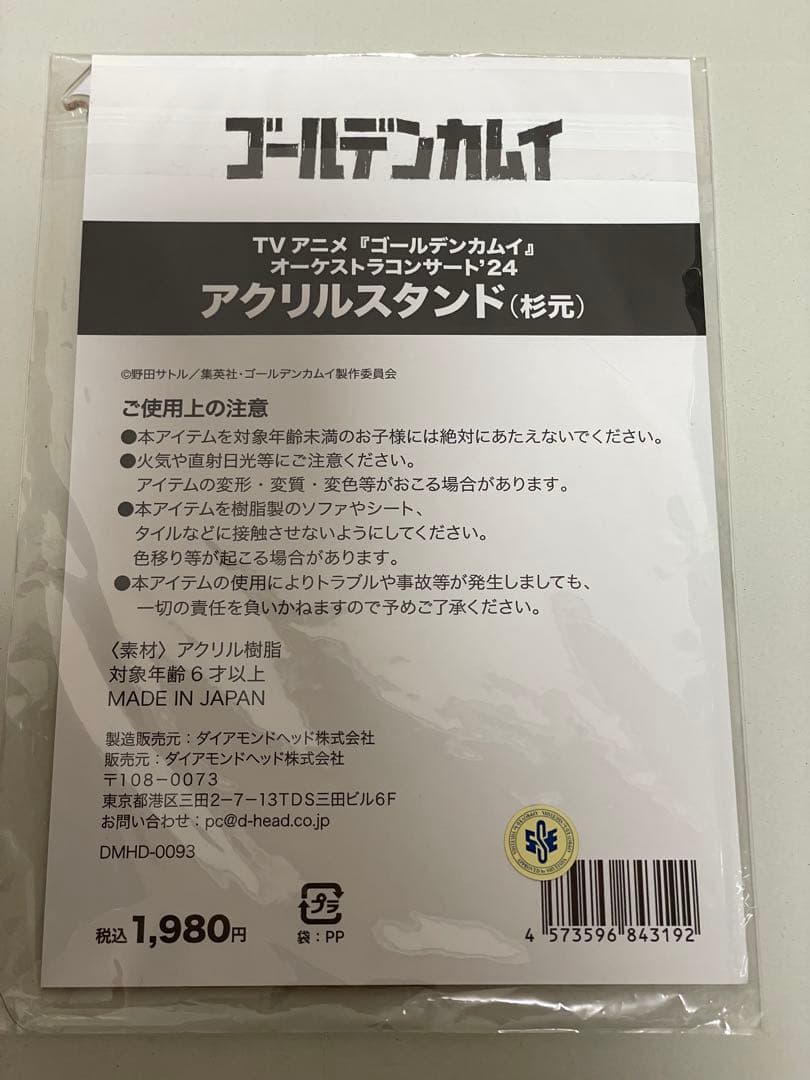 ゴールデンカムイ
TVアニメ『ゴールデンカムイ』
オーケストラコンサート'24
アクリルスタンド(杉元)
©野田サトル／集英社・ゴールデンカムイ製作委員会
ご使用上の注意
●本アイテムを対象年齢未満のお子様には絶対にあたえないでください。
●火気や直射日光等にご注意ください。
アイテムの変形・変質・変色等がおこる場合があります。
●本アイテムを樹脂製のソファやシート、
タイルなどに接触させないようにしてください。
色移り等が起こる場合があります。
●本アイテムの使用によりトラブルや事故等が発生しましても、
一切の責任を負いかねますので予めご了承ください。
〈素材〉アクリル樹脂
対象年齢6才以上
MADE IN JAPAN
製造販売元：ダイアモンドヘッド株式会社
販売元：ダイアモンドヘッド株式会社
〒108-0073
東京都港区三田2-7-13TDS三田ビル6F
お問い合わせ：pc@d-head.co.jp
DMHD-0093
税込1,980円
プラ
袋：PP
4 573596 843192